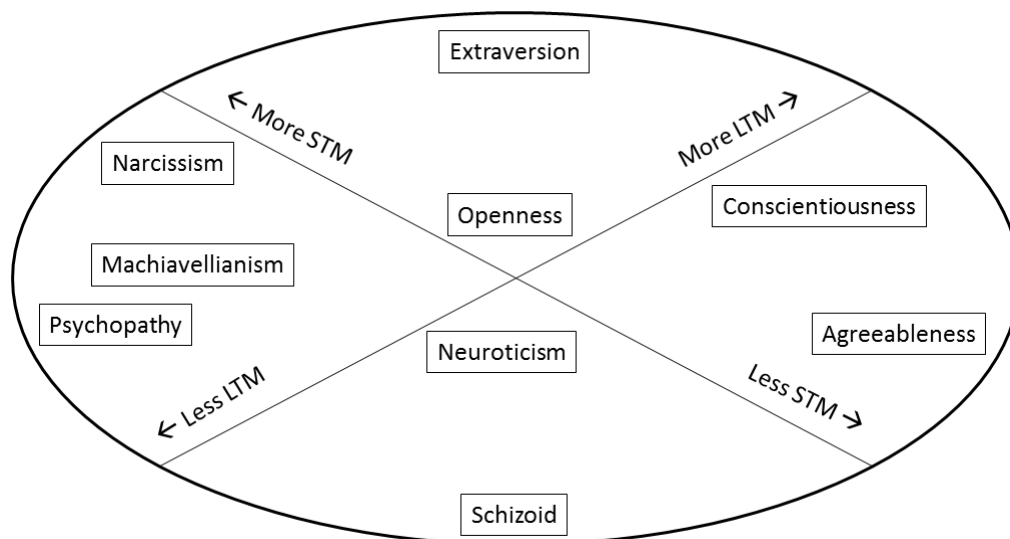 Extraversion
← More STM
More LTM →
Narcissism
Conscientiousness
Openness
Machiavellianism
Psychopathy
Agreeableness
Neuroticism
← Less LTM
Less STM →
Schizoid